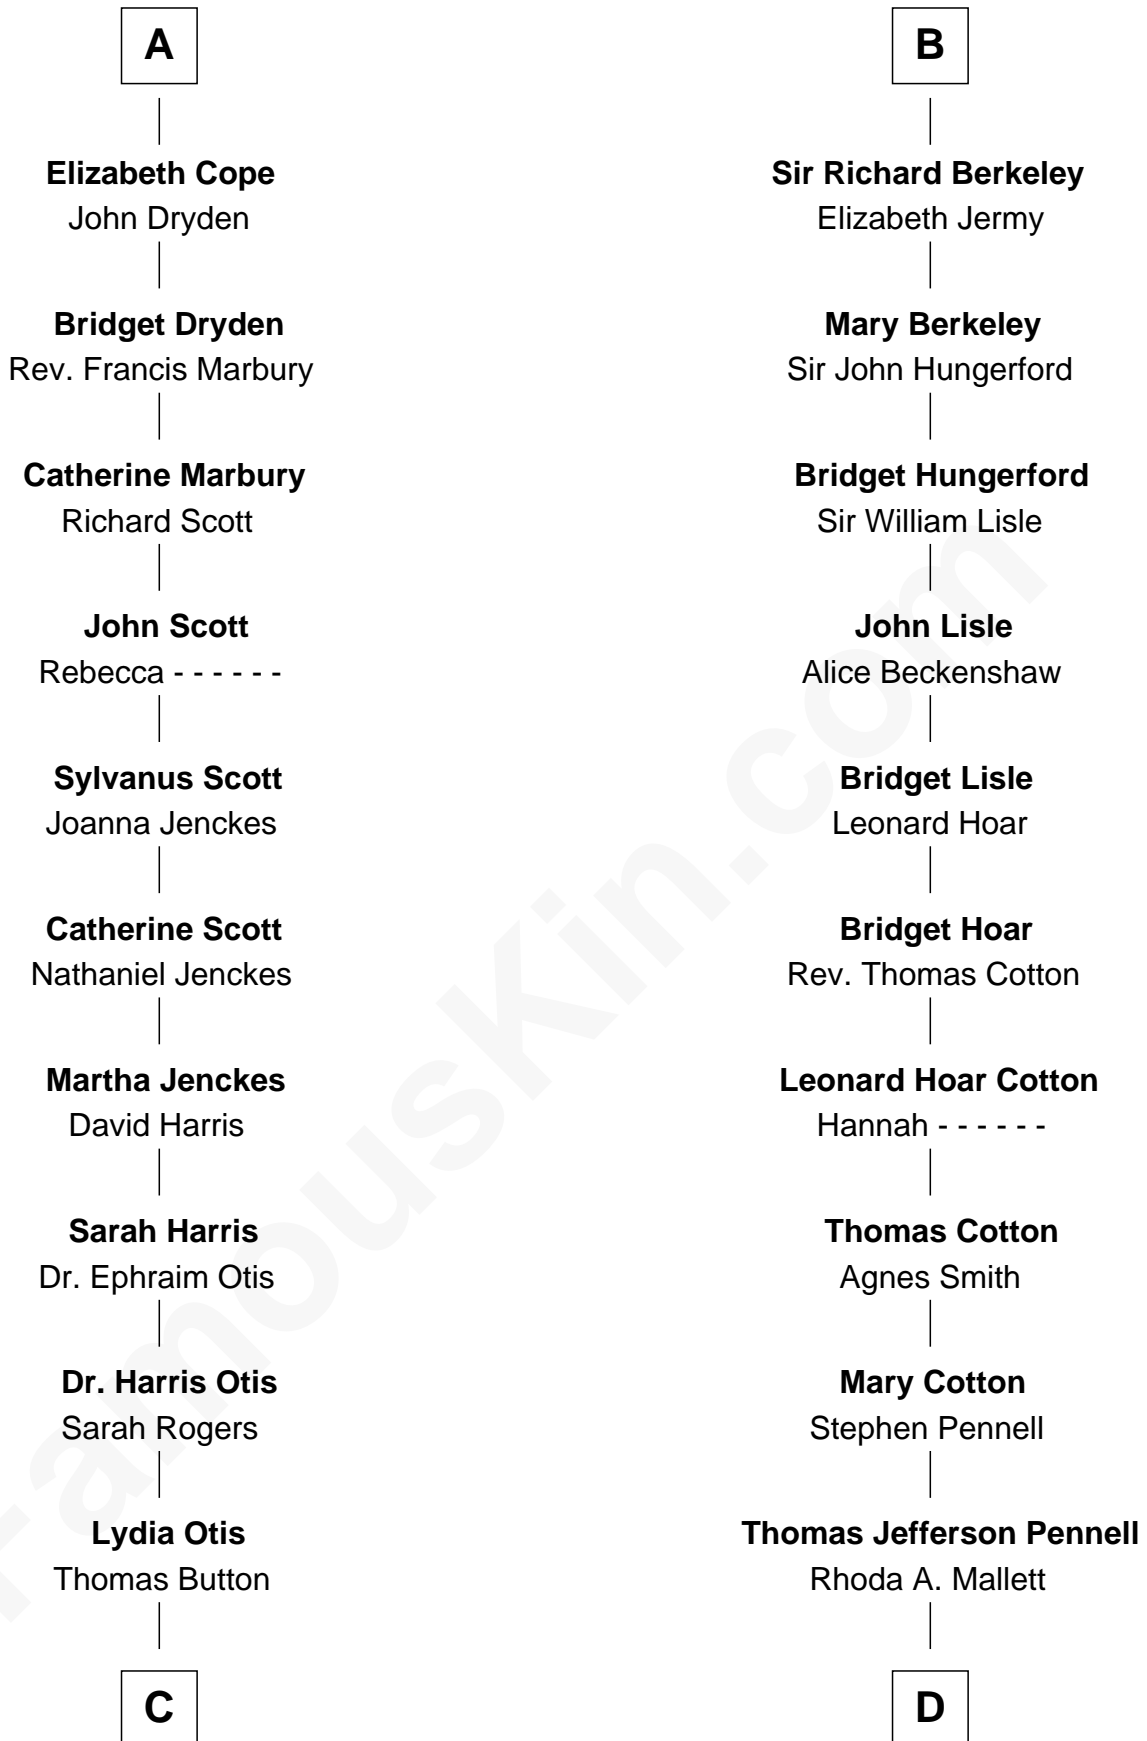 A
Elizabeth Cope
John Dryden
Bridget Dryden
Rev. Francis Marbury
Catherine Marbury
Richard Scott
John Scott
Rebecca - - - - - -
Sylvanus Scott
Joanna Jenckes
Catherine Scott
Nathaniel Jenckes
Martha Jenckes
David Harris
Sarah Harris
Dr. Ephraim Otis
Dr. Harris Otis
Sarah Rogers
Lydia Otis
Thomas Button
C
B
Sir Richard Berkeley
Elizabeth Jermy
Mary Berkeley
Sir John Hungerford
Bridget Hungerford
Sir William Lisle
John Lisle
Alice Beckenshaw
Bridget Lisle
Leonard Hoar
Bridget Hoar
Rev. Thomas Cotton
Leonard Hoar Cotton
Hannah - - - - - -
Thomas Cotton
Agnes Smith
Mary Cotton
Stephen Pennell
Thomas Jefferson Pennell
Rhoda A. Mallett
D
FamousKin.com